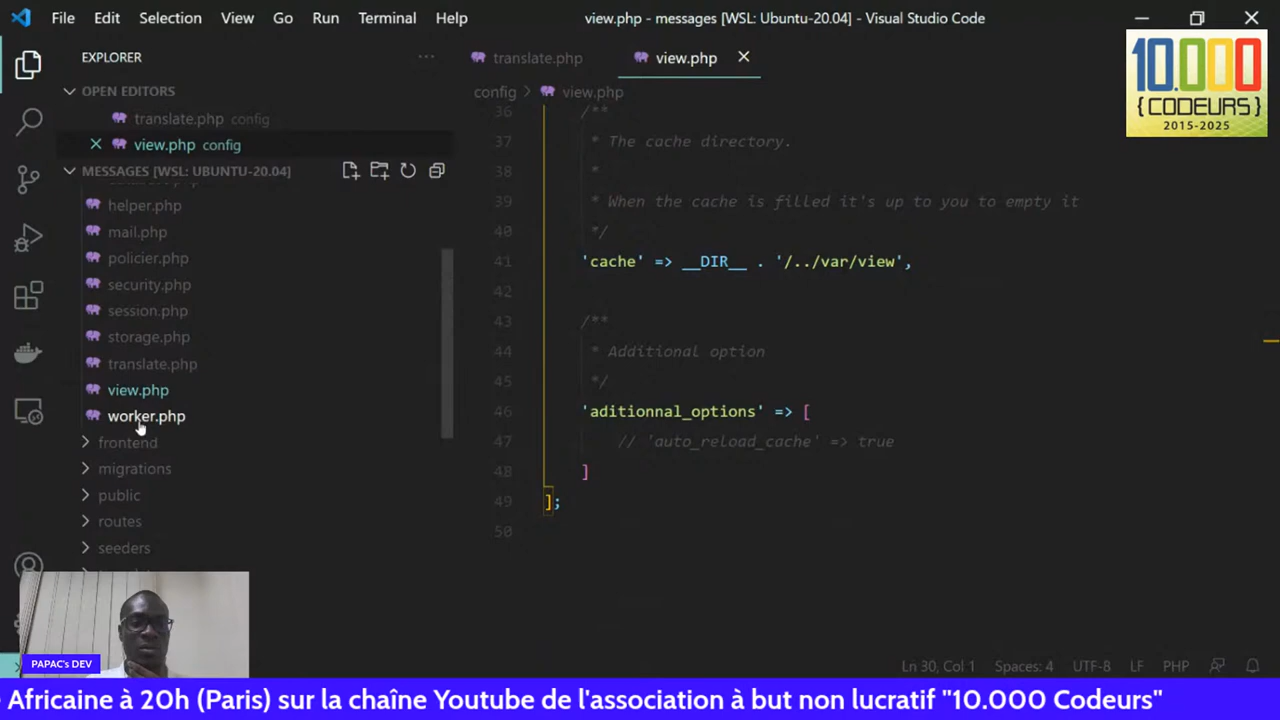 File Edit Selection View Go Run Terminal Help
view.php - messages [WSL: Ubuntu-20.04] - Visual Studio Code
10.000
{CODEURS}
2015-2025
EXPLORER
OPEN EDITORS
translate.php config
view.php config
MESSAGES [WSL: UBUNTU-20.04]
helper.php
mail.php
policier.php
security.php
session.php
storage.php
translate.php
view.php
worker.php
frontend
migrations
public
routes
seeders
translate.php
view.php
config > view.php
36 /**
37 * The cache directory.
38 *
39 * When the cache is filled it's up to you to empty it
40 */
41 'cache' => __DIR__ . '/../var/view',
42
43 /**
44 * Additional option
45 */
46 'aditionnal_options' => [
47 // 'auto_reload_cache' => true
48 ]
49 ];
50
PAPAC's DEV
Ln 30, Col 1 Spaces: 4 UTF-8 LF PHP
Africaine à 20h (Paris) sur la chaîne Youtube de l'association à but non lucratif "10.000 Codeurs"